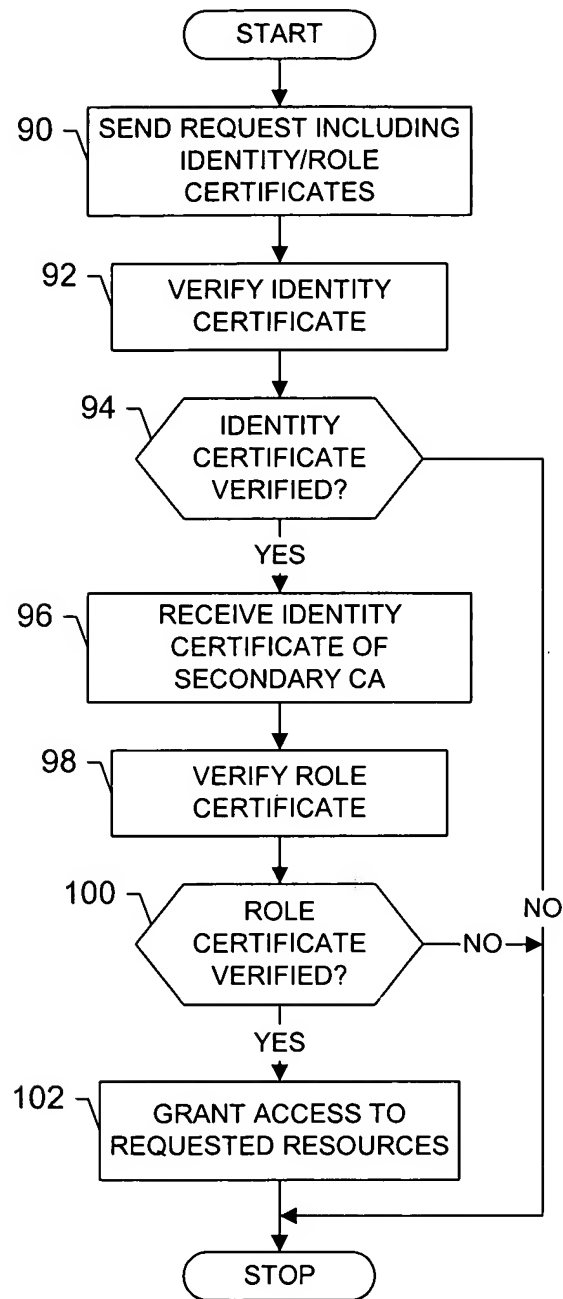 START
90
SEND REQUEST INCLUDING
IDENTITY/ROLE
CERTIFICATES
92
VERIFY IDENTITY
CERTIFICATE
94
IDENTITY
CERTIFICATE
VERIFIED?
YES
96
RECEIVE IDENTITY
CERTIFICATE OF
SECONDARY CA
98
VERIFY ROLE
CERTIFICATE
100
ROLE
CERTIFICATE
VERIFIED?
NO
NO
YES
102
GRANT ACCESS TO
REQUESTED RESOURCES
STOP